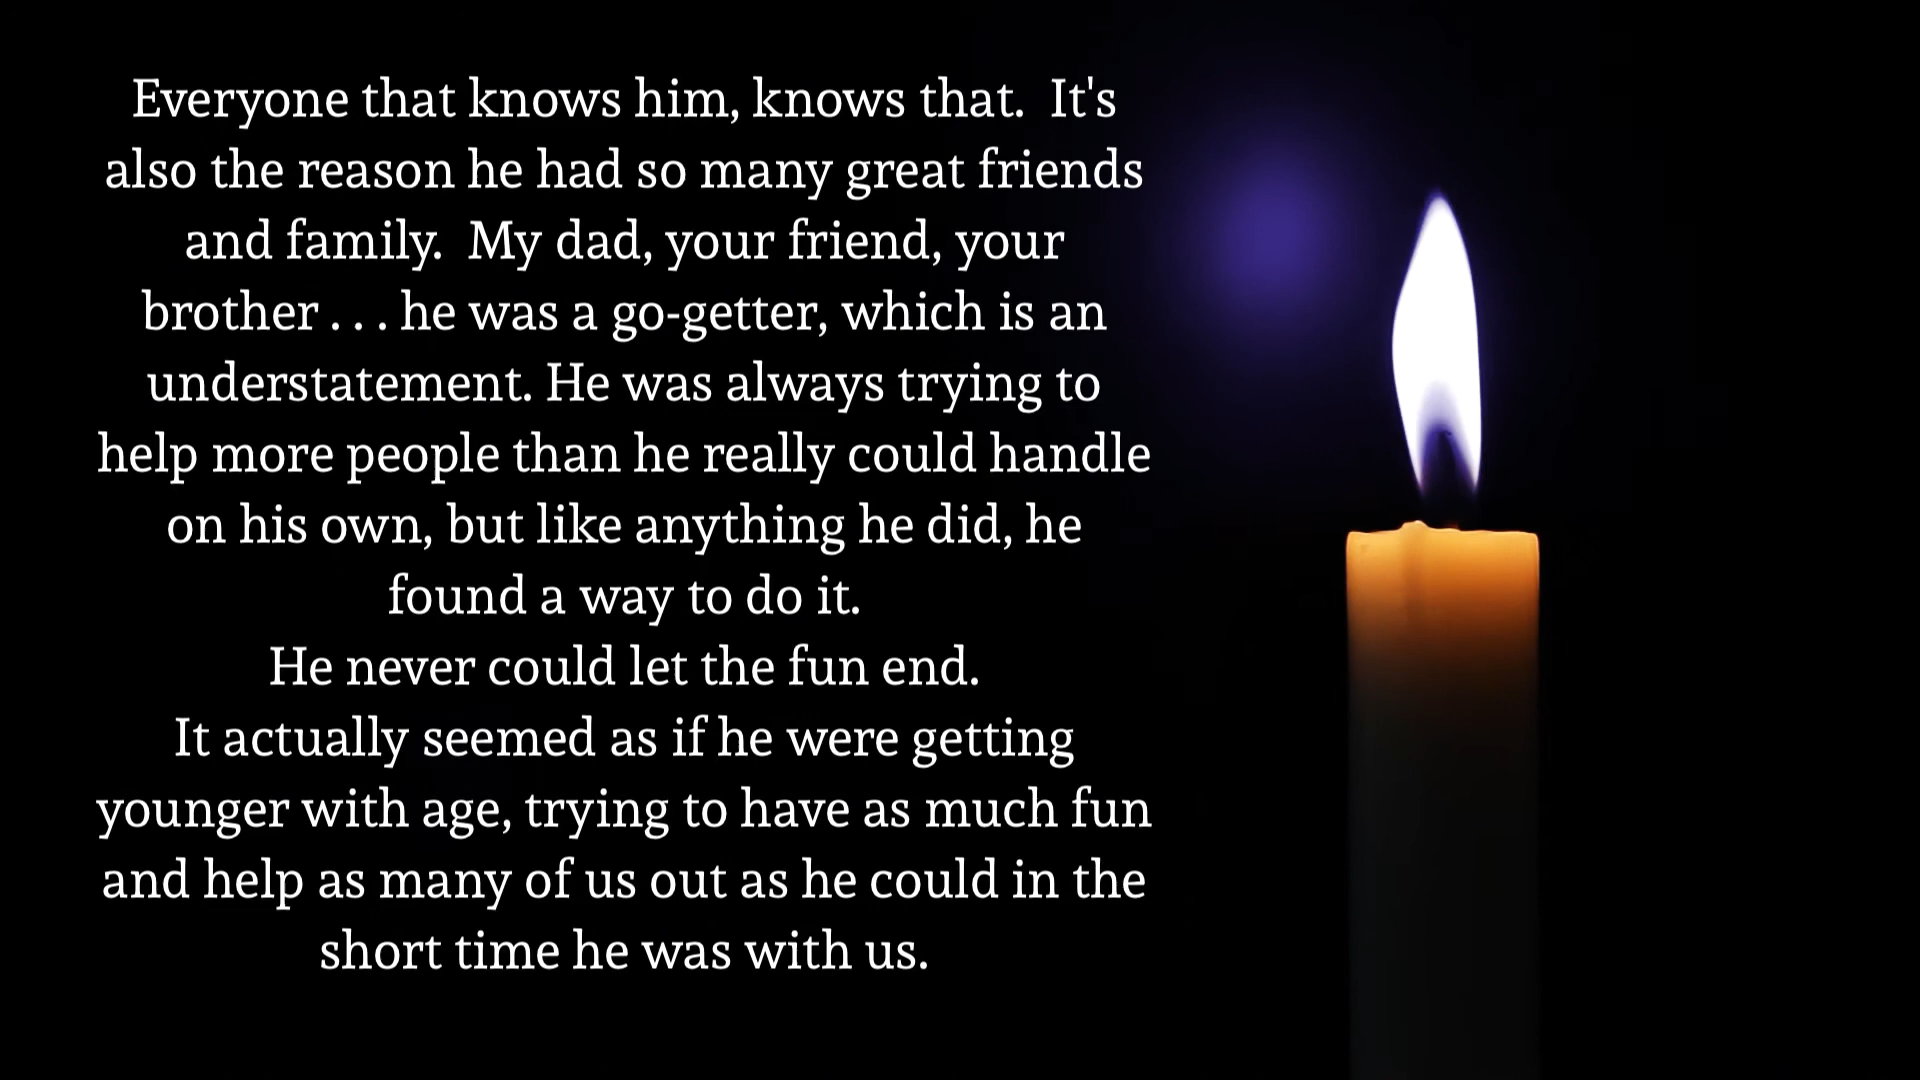 Everyone that knows him, knows that.  It's
also the reason he had so many great friends
and family.  My dad, your friend, your
brother . . . he was a go-getter, which is an
understatement. He was always trying to
help more people than he really could handle
on his own, but like anything he did, he
found a way to do it.
He never could let the fun end.
It actually seemed as if he were getting
younger with age, trying to have as much fun
and help as many of us out as he could in the
short time he was with us.